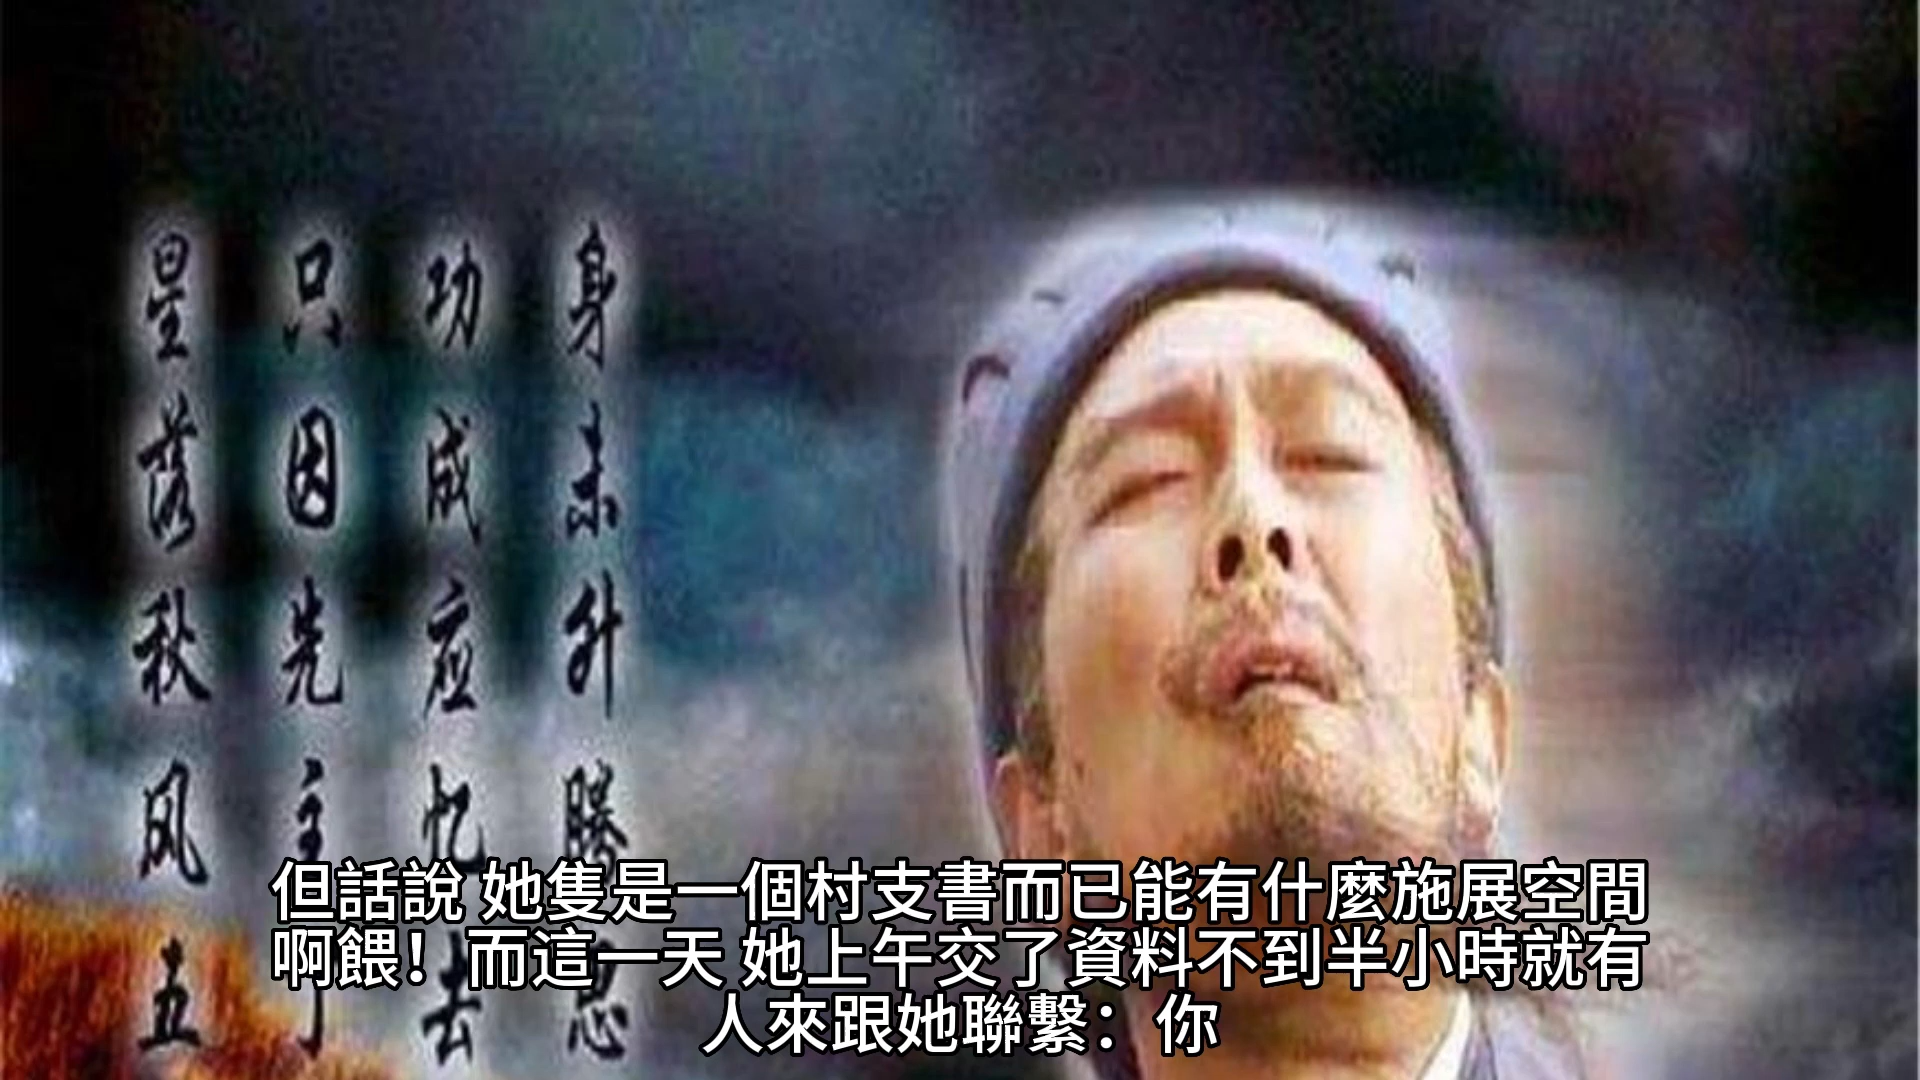 身未升腾思
功成应忆去
只因先主丁
星落秋风五
但話說 她隻是一個村支書而已能有什麼施展空間
啊餵！而這一天 她上午交了資料不到半小時就有
人來跟她聯繫：你